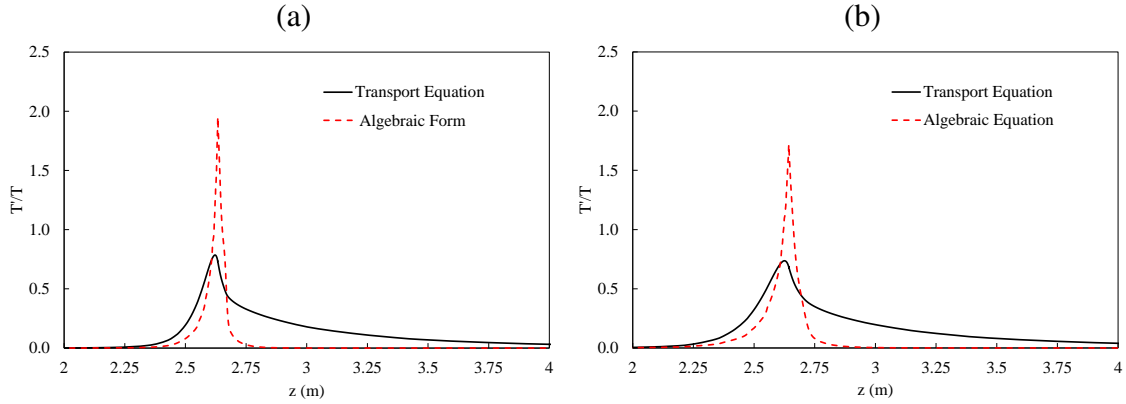 (a)
2.5
2.0
1.5
1.0
0.5
0.0
T'/T
Transport Equation
Algebraic Form
2 2.25 2.5 2.75 3 3.25 3.5 3.75 4
z (m)
(b)
2.5
2.0
1.5
1.0
0.5
0.0
T'/T
Transport Equation
Algebraic Equation
2 2.25 2.5 2.75 3 3.25 3.5 3.75 4
z (m)